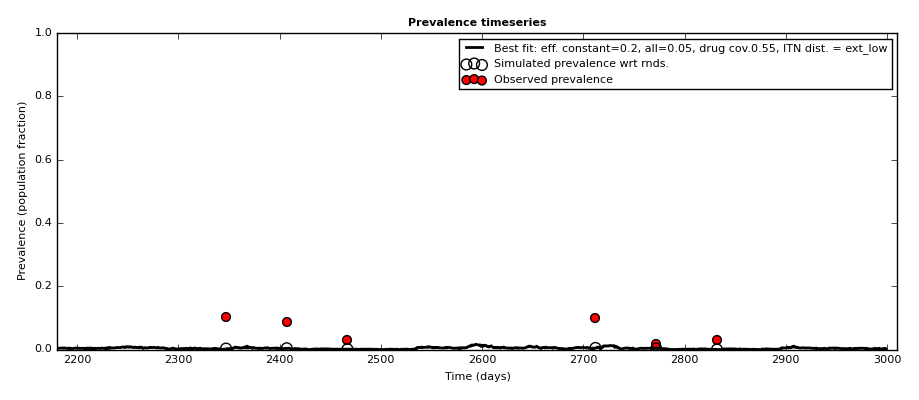 Prevalence timeseries
1.0
0.8
0.6
0.4
0.2
0.0
Prevalence (population fraction)
Best fit: eff. constant=0.2, all=0.05, drug cov.0.55, ITN dist. = ext_low
Simulated prevalence wrt rnds.
Observed prevalence
2200 2300 2400 2500 2600 2700 2800 2900 3000
Time (days)